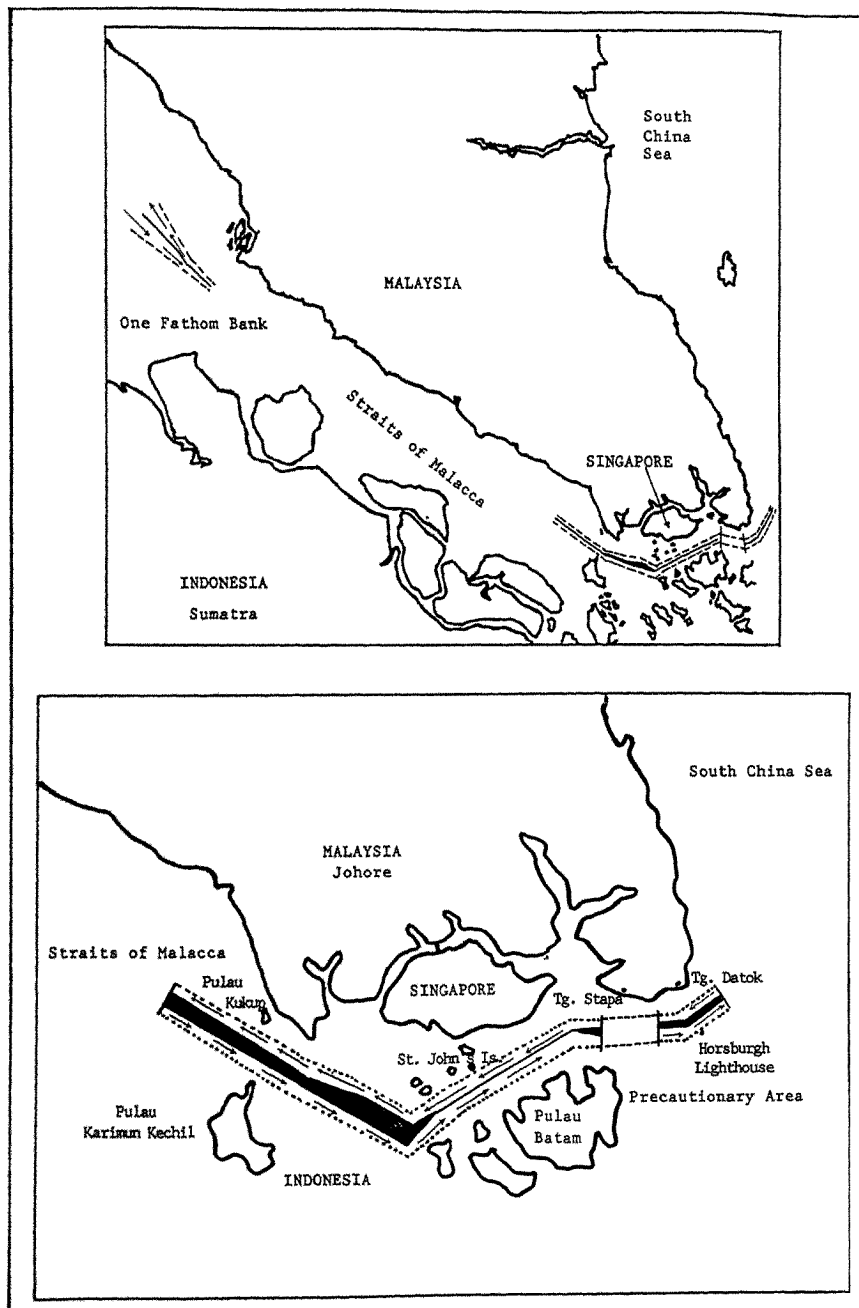 South
China
Sea
MALAYSIA
One Fathom Bank
Straits of Malacca
SINGAPORE
INDONESIA
Sumatra
South China Sea
MALAYSIA
Johore
Straits of Malacca
Pulau
Kukup
SINGAPORE
Tg. Stapa
Tg. Datok
St. John's Is.
Horsburgh
Lighthouse
Precautionary Area
Pulau
Karimun Kechil
Pulau
Batam
INDONESIA